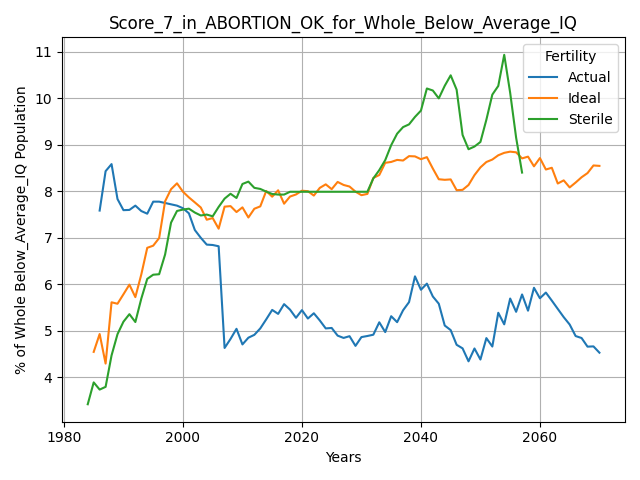 Score_7_in_ABORTION_OK_for_Whole_Below_Average_IQ
Fertility
Actual
Ideal
Sterile
% of Whole Below_Average_IQ Population
11
10
9
8
7
6
5
4
1980
2000
2020
2040
2060
Years